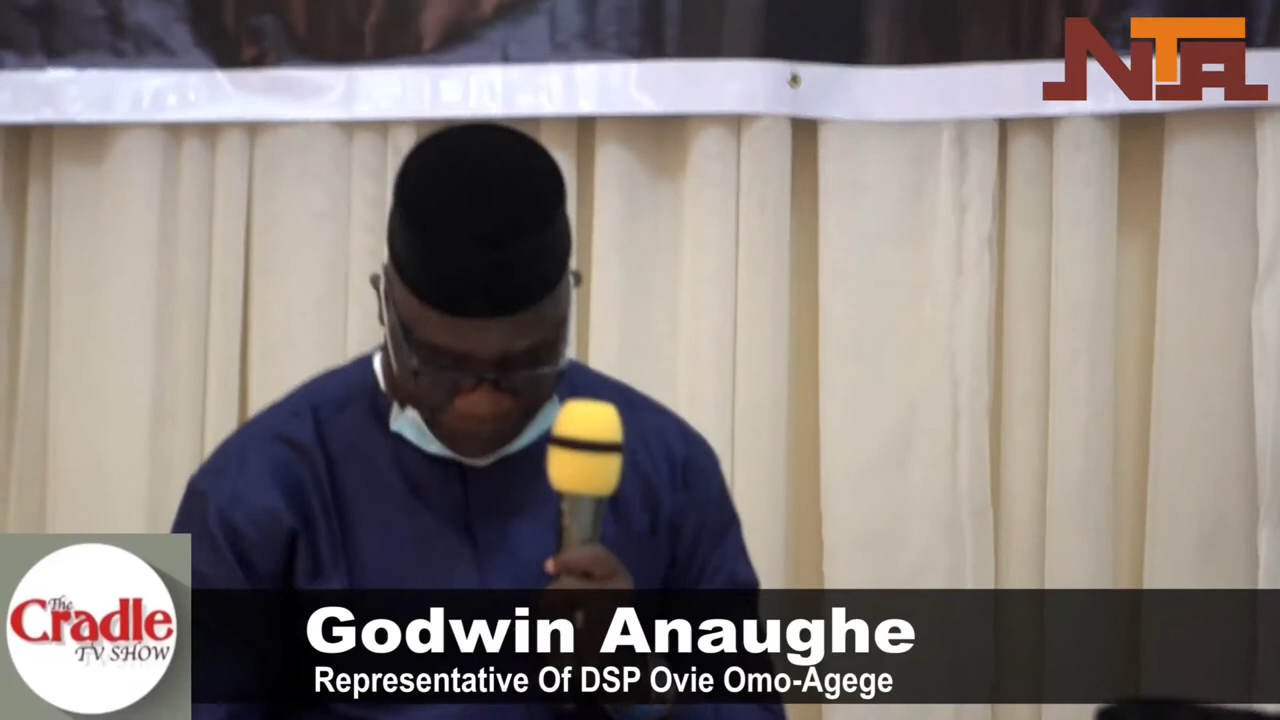 NTA
The
Cradle
TV SHOW
Godwin Anaughe
Representative Of DSP Ovie Omo-Agege